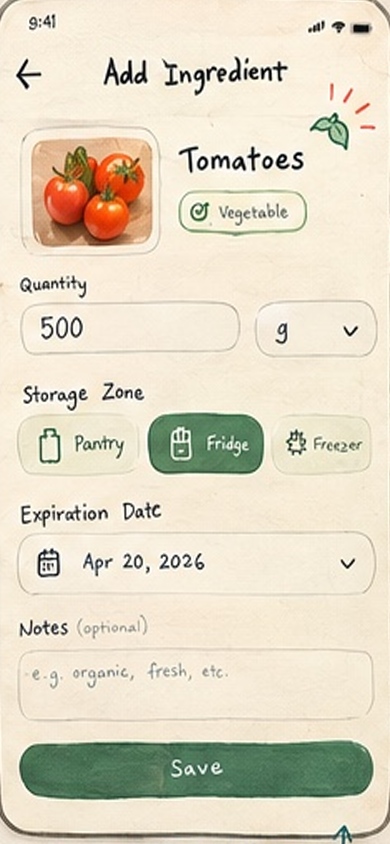 9:41
Add Ingredient
Tomatoes
Vegetable
Quantity
500
g
Storage Zone
Pantry
Fridge
Freezer
Expiration Date
Apr 20, 2026
Notes (optional)
e.g. organic, fresh, etc.
Save